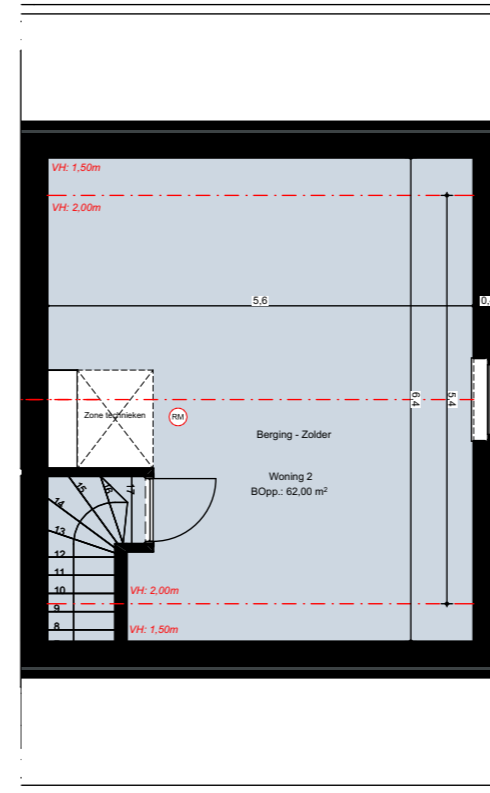 VH: 1,50m
VH: 2,00m
5,6
0,
Zone technieken
RM
6,4
5,4
Berging - Zolder
Woning 2
BOpp.: 62,00 m²
17
16
15
14
13
12
11
10
9
8
VH: 2,00m
VH: 1,50m